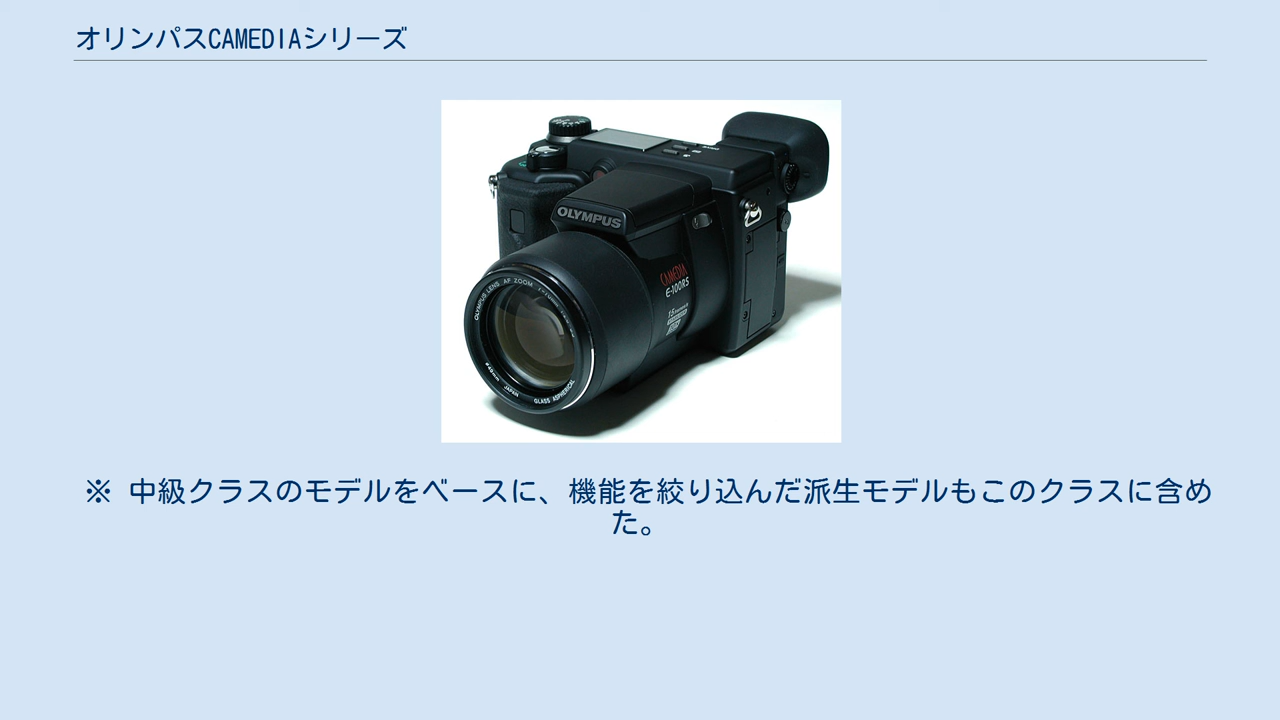 オリンパスCAMEDIAシリーズ
OLYMPUS
CAMEDIA
E-100RS
OLYMPUS LENS AF ZOOM
JAPAN
GLASS ASPHERICAL
※ 中級クラスのモデルをベースに、機能を絞り込んだ派生モデルもこのクラスに含め
た。